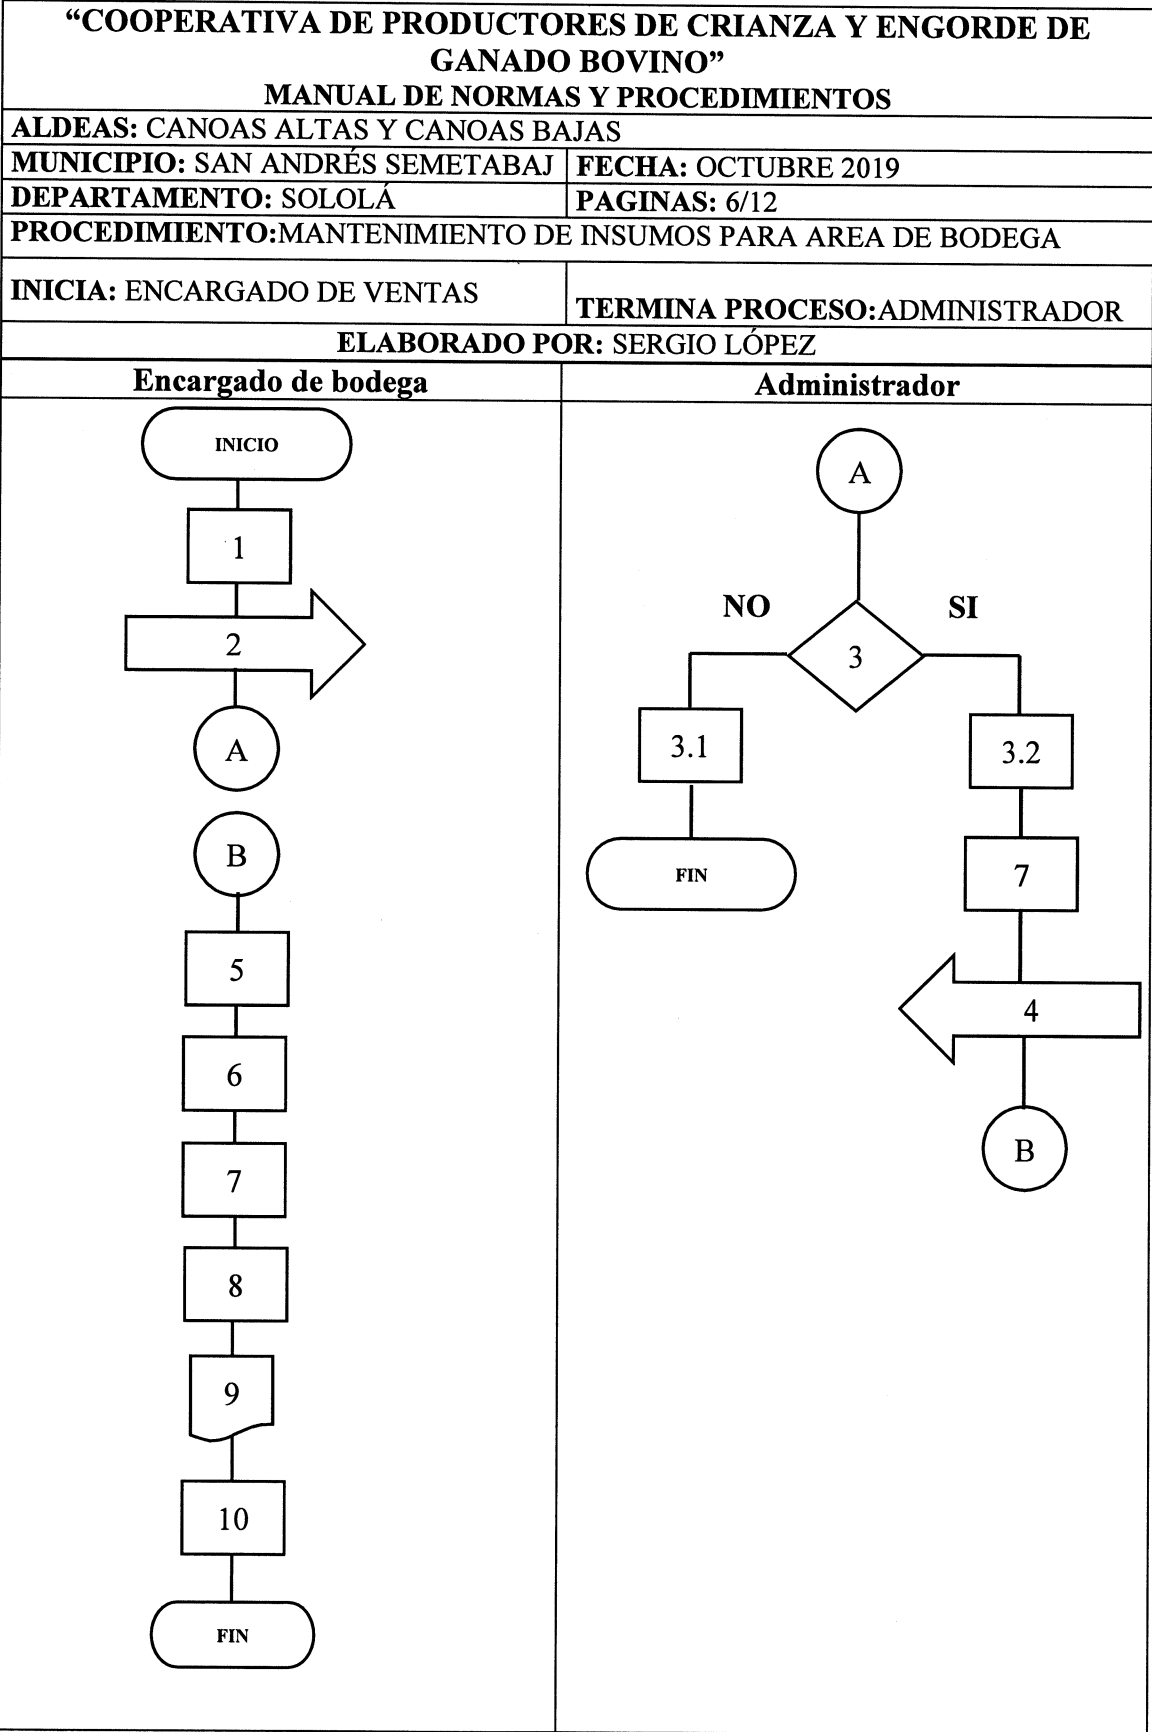 “COOPERATIVA DE PRODUCTORES DE CRIANZA Y ENGORDE DE
GANADO BOVINO”
MANUAL DE NORMAS Y PROCEDIMIENTOS
ALDEAS: CANOAS ALTAS Y CANOAS BAJAS
MUNICIPIO: SAN ANDRÉS SEMETABAJ
FECHA: OCTUBRE 2019
DEPARTAMENTO: SOLOLÁ
PAGINAS: 6/12
PROCEDIMIENTO:MANTENIMIENTO DE INSUMOS PARA AREA DE BODEGA
INICIA: ENCARGADO DE VENTAS
TERMINA PROCESO:ADMINISTRADOR
ELABORADO POR: SERGIO LÓPEZ
Encargado de bodega
INICIO
1
2
A
B
5
6
7
8
9
10
FIN
Administrador
A
NO
SI
3
3.1
3.2
FIN
7
4
B